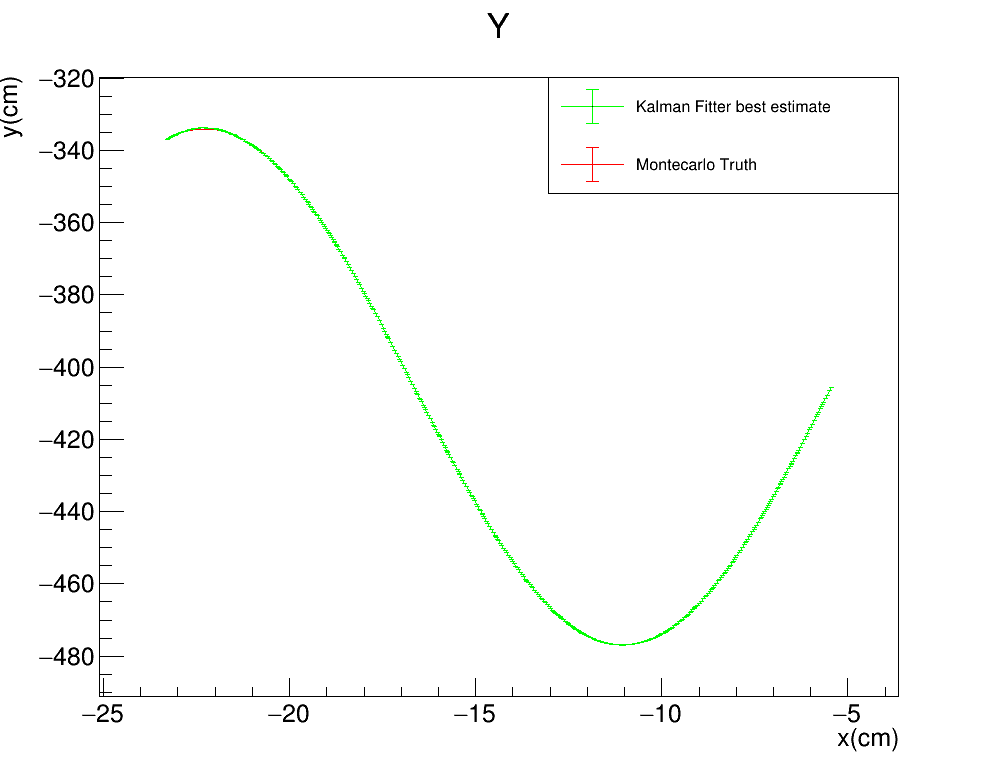 Y
y(cm)
−320
−340
−360
−380
−400
−420
−440
−460
−480
Kalman Fitter best estimate
Montecarlo Truth
−25 −20 −15 −10 −5
x(cm)